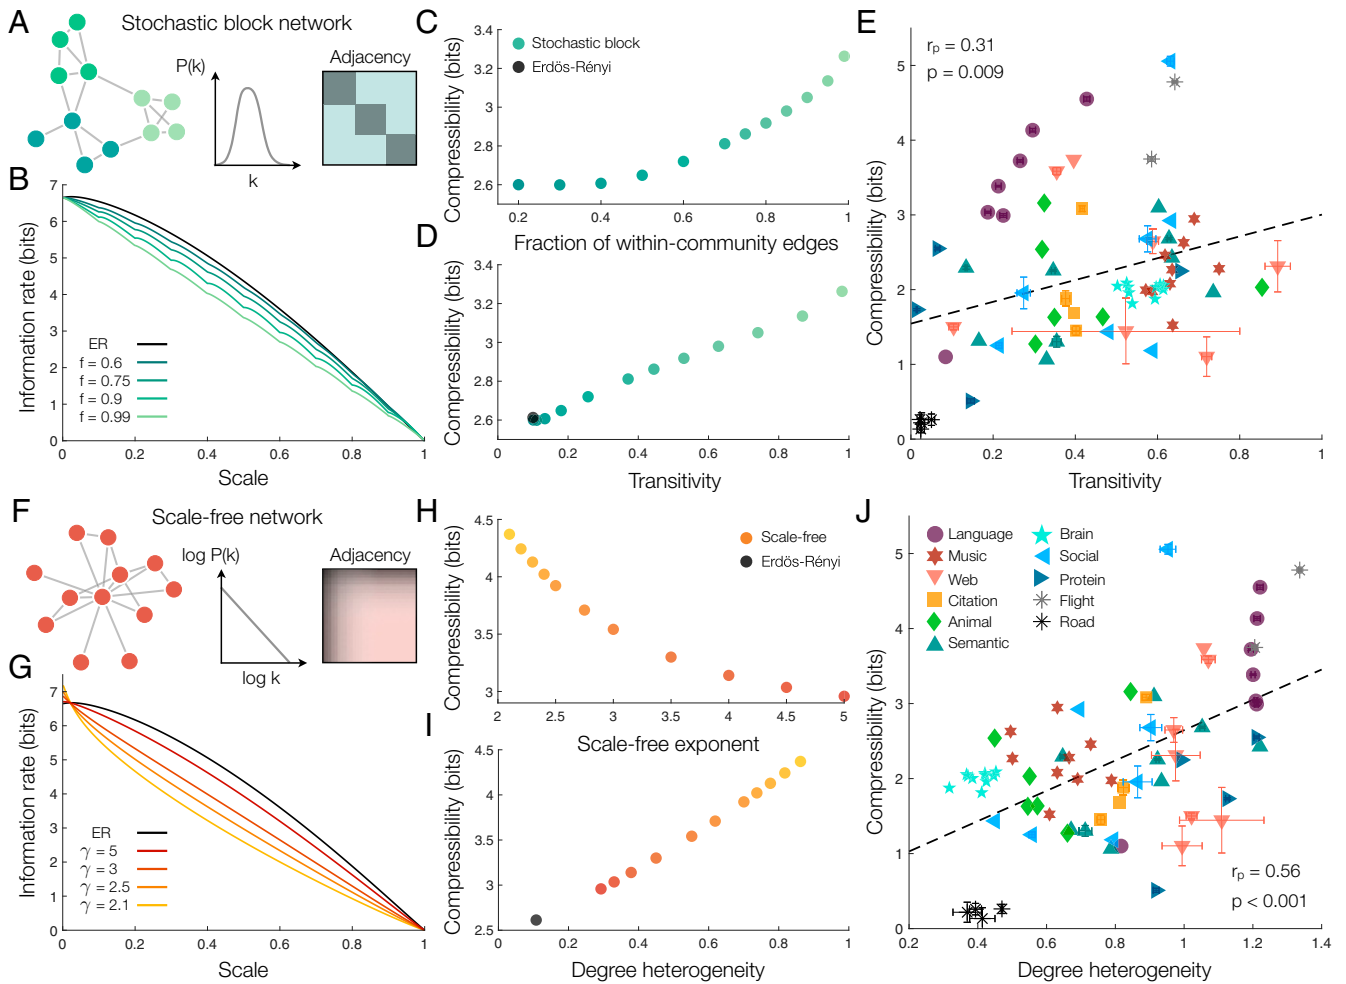 A
Stochastic block network
P(k)
k
Adjacency
B
Information rate (bits)
7
6
5
4
3
2
1
0
ER
f = 0.6
f = 0.75
f = 0.9
f = 0.99
0 0.2 0.4 0.6 0.8 1
Scale
C
Compressibility (bits)
3.4
3.2
3
2.8
2.6
Stochastic block
Erdös-Rényi
0.2 0.4 0.6 0.8 1
Fraction of within-community edges
D
Compressibility (bits)
3.4
3.2
3
2.8
2.6
0 0.2 0.4 0.6 0.8 1
Transitivity
E
rp = 0.31
p = 0.009
Compressibility (bits)
5
4
3
2
1
0
0.2 0.4 0.6 0.8 1
Transitivity
F
Scale-free network
log P(k)
log k
Adjacency
G
Information rate (bits)
7
6
5
4
3
2
1
0
ER
γ = 5
γ = 3
γ = 2.5
γ = 2.1
0 0.2 0.4 0.6 0.8 1
Scale
H
Compressibility (bits)
4.5
4
3.5
3
Scale-free
Erdös-Rényi
2 2.5 3 3.5 4 4.5 5
Scale-free exponent
I
Compressibility (bits)
4.5
4
3.5
3
2.5
0 0.2 0.4 0.6 0.8 1
Degree heterogeneity
J
Language
Music
Web
Citation
Animal
Semantic
Brain
Social
Protein
Flight
Road
Compressibility (bits)
5
4
3
2
1
0
rp = 0.56
p < 0.001
0.2 0.4 0.6 0.8 1 1.2 1.4
Degree heterogeneity